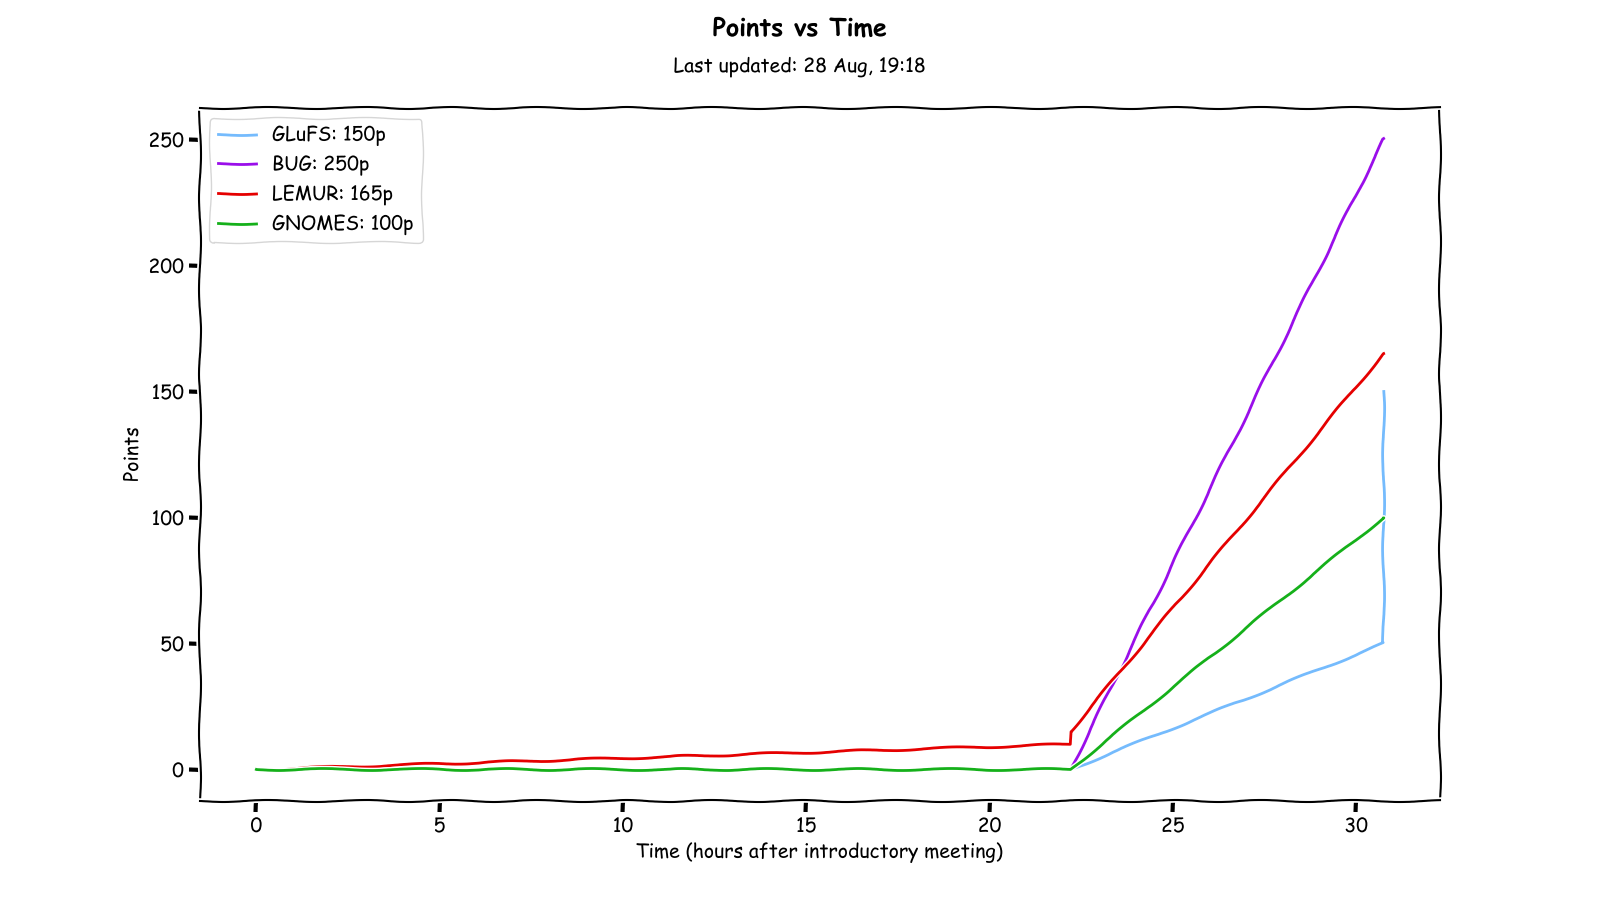 Points vs Time
Last updated: 28 Aug, 19:18
GLuFS: 150p
BUG: 250p
LEMUR: 165p
GNOMES: 100p
250
200
150
100
50
0
Points
0 5 10 15 20 25 30
Time (hours after introductory meeting)